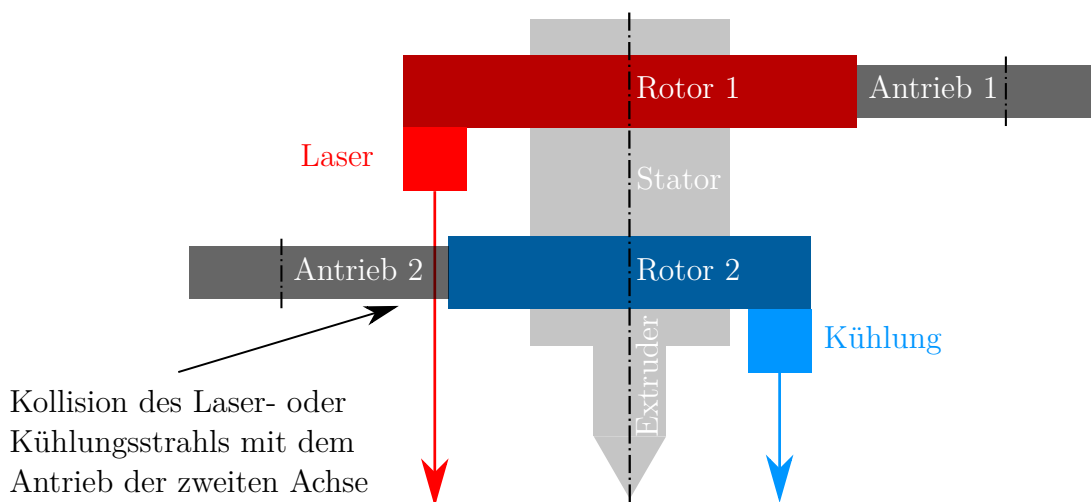 Rotor 1
Antrieb 1
Laser
Stator
Antrieb 2
Rotor 2
Extruder
Kühlung
Kollision des Laser- oder
Kühlungsstrahls mit dem
Antrieb der zweiten Achse